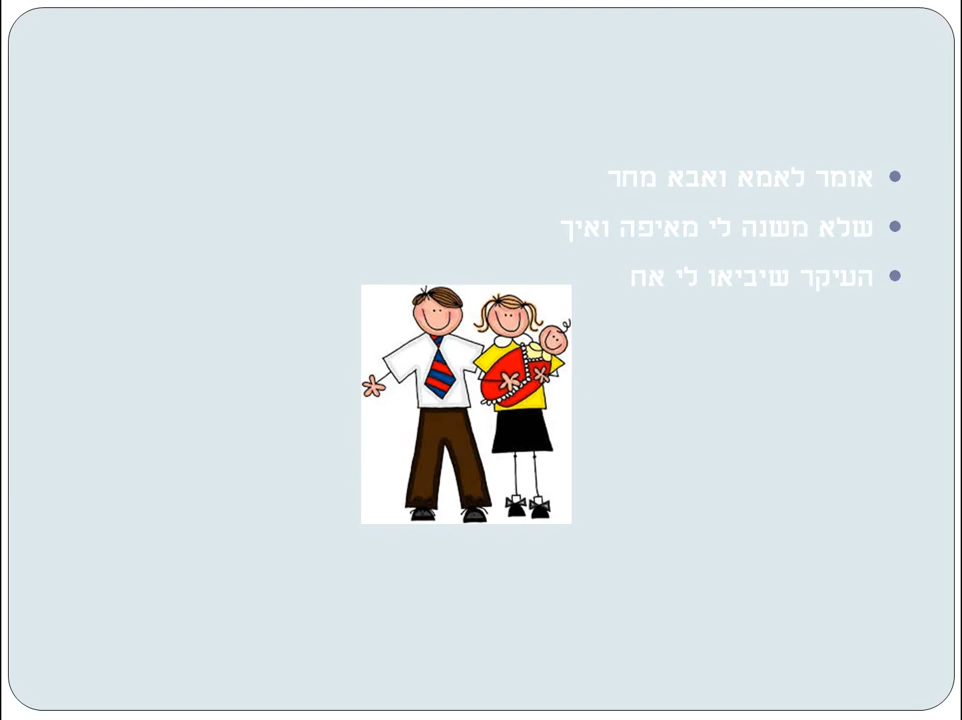 אומר לאמא ואבא מחר
שלא משנה לי מאיפה ואיך
העיקר שיביאו לי אח